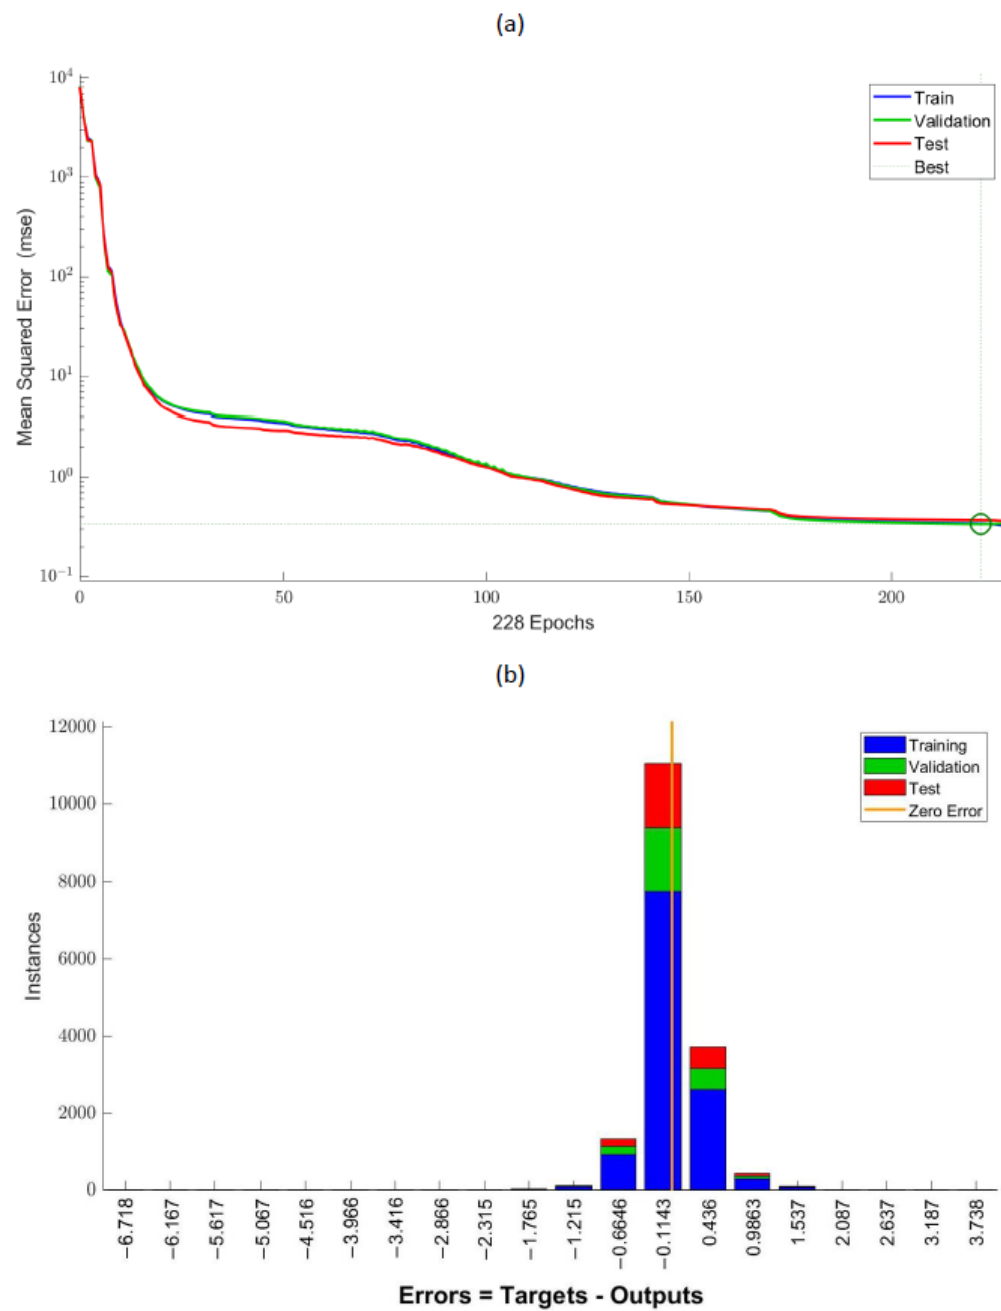 (a)
10^4
10^3
10^2
10^1
10^0
10^−1
Mean Squared Error (mse)
Train
Validation
Test
Best
0
50
100
150
200
228 Epochs
(b)
12000
10000
8000
6000
4000
2000
0
Instances
Training
Validation
Test
Zero Error
−6.718
−6.167
−5.617
−5.067
−4.516
−3.966
−3.416
−2.866
−2.315
−1.765
−1.215
−0.6646
−0.1143
0.436
0.9863
1.537
2.087
2.637
3.187
3.738
Errors = Targets - Outputs